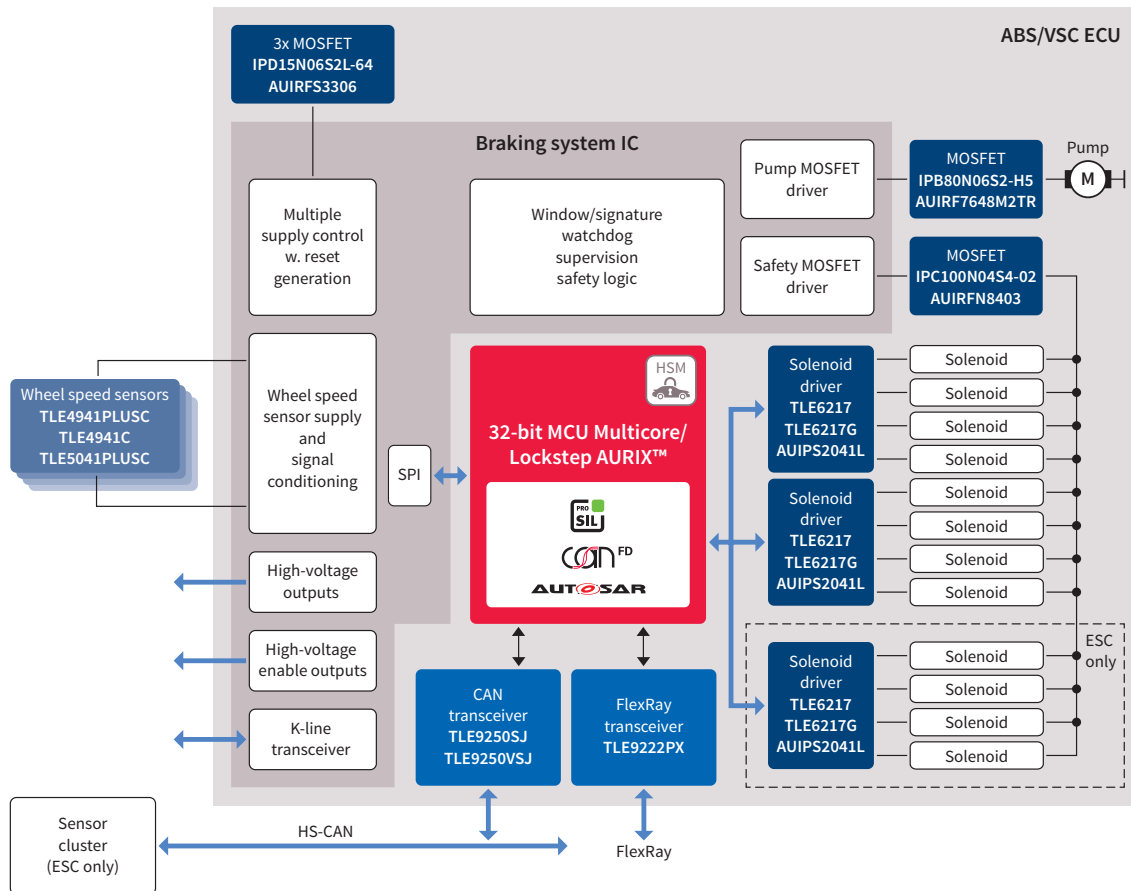 ABS/VSC ECU
3x MOSFET
IPD15N06S2L-64
AUIRFS3306
Braking system IC
Multiple
supply control
w. reset
generation
Window/signature
watchdog
supervision
safety logic
Pump MOSFET
driver
MOSFET
IPB80N06S2-H5
AUIRF7648M2TR
Pump
M
Safety MOSFET
driver
MOSFET
IPC100N04S4-02
AUIRFN8403
Wheel speed sensors
TLE4941PLUSC
TLE4941C
TLE5041PLUSC
Wheel speed
sensor supply
and
signal
conditioning
SPI
HSM
32-bit MCU Multicore/
Lockstep AURIX™
PRO
SIL
CAN FD
AUTOSAR
Solenoid
driver
TLE6217
TLE6217G
AUIPS2041L
Solenoid
Solenoid
Solenoid
Solenoid
Solenoid
driver
TLE6217
TLE6217G
AUIPS2041L
Solenoid
Solenoid
Solenoid
Solenoid
ESC
only
Solenoid
driver
TLE6217
TLE6217G
AUIPS2041L
Solenoid
Solenoid
Solenoid
Solenoid
High-voltage
outputs
High-voltage
enable outputs
K-line
transceiver
CAN
transceiver
TLE9250SJ
TLE9250VSJ
FlexRay
transceiver
TLE9222PX
Sensor
cluster
(ESC only)
HS-CAN
FlexRay